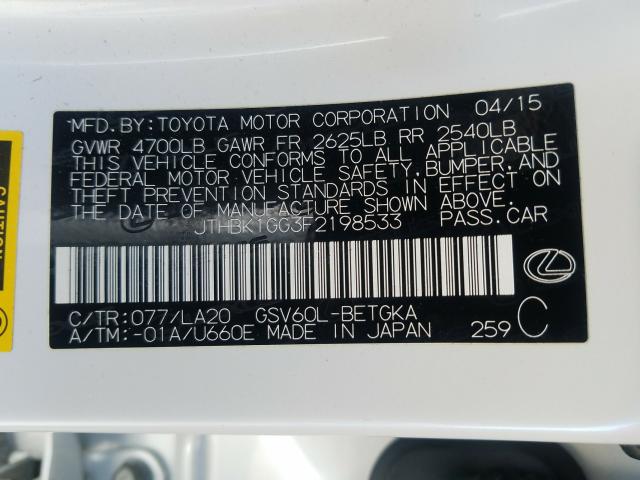 MFD.BY:TOYOTA MOTOR CORPORATION 04/15
GVWR 4700LB GAWR FR 2625LB RR 2540LB
THIS VEHICLE CONFORMS TO ALL APPLICABLE
FEDERAL MOTOR VEHICLE SAFETY,BUMPER,AND
THEFT PREVENTION STANDARDS IN EFFECT ON
THE DATE OF MANUFACTURE SHOWN ABOVE.
JTHBK1GG3F2198533 PASS.CAR
C/TR:077/LA20 GSV60L-BETGKA
A/TM:-01A/U660E MADE IN JAPAN 259 C
CAUTION